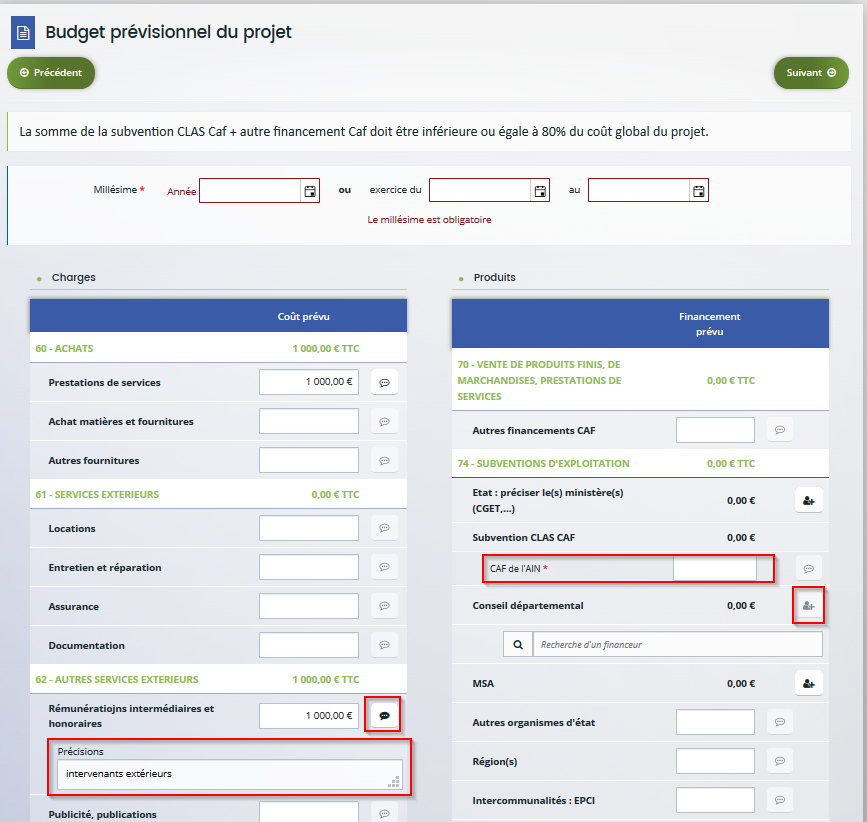 Budget prévisionnel du projet
Précédent
Suivant
La somme de la subvention CLAS Caf + autre financement Caf doit être inférieure ou égale à 80% du coût global du projet.
Millésime * Année ou exercice du au
Le millésime est obligatoire
Charges
Coût prévu
60 - ACHATS 1 000,00 € TTC
Prestations de services 1 000,00 €
Achat matières et fournitures
Autres fournitures
61 - SERVICES EXTERIEURS 0,00 € TTC
Locations
Entretien et réparation
Assurance
Documentation
62 - AUTRES SERVICES EXTERIEURS 1 000,00 € TTC
Rémunératiojns intermédiaires et
honoraires 1 000,00 €
Précisions
intervenants extérieurs
Publicité, publications
Produits
Financement
prévu
70 - VENTE DE PRODUITS FINIS, DE
MARCHANDISES, PRESTATIONS DE
SERVICES 0,00 € TTC
Autres financements CAF
74 - SUBVENTIONS D'EXPLOITATION 0,00 € TTC
Etat : préciser le(s) ministère(s)
(CGET,...) 0,00 €
Subvention CLAS CAF 0,00 €
CAF de l'AIN *
Conseil départemental 0,00 €
Recherche d'un financeur
MSA 0,00 €
Autres organismes d'état
Région(s)
Intercommunalités : EPCI